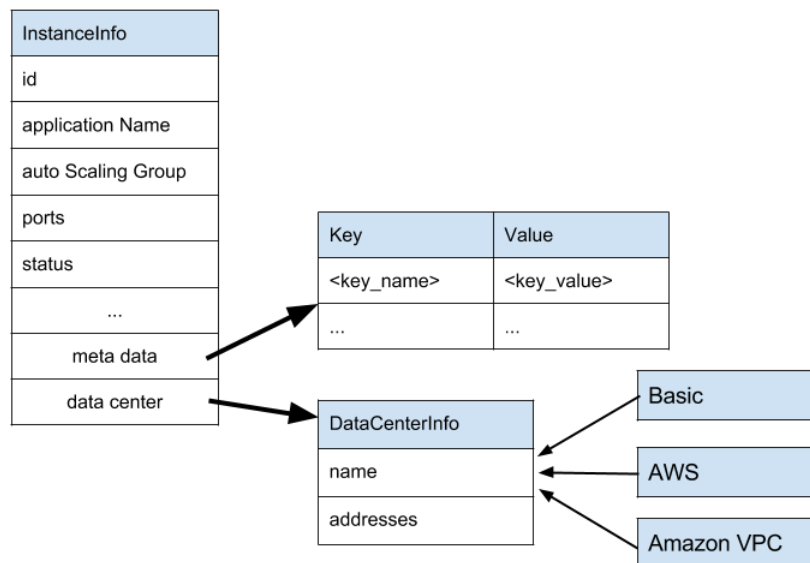 InstanceInfo
id
application Name
auto Scaling Group
ports
status
...
meta data
data center
Key Value
<key_name> <key_value>
... ...
DataCenterInfo
name
addresses
Basic
AWS
Amazon VPC